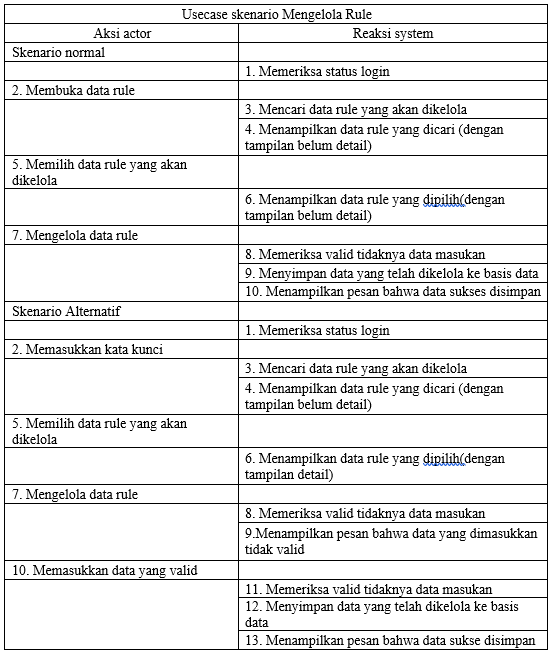 Usecase skenario Mengelola Rule
Aksi actor
Reaksi system
Skenario normal
1. Memeriksa status login
2. Membuka data rule
3. Mencari data rule yang akan dikelola
4. Menampilkan data rule yang dicari (dengan
tampilan belum detail)
5. Memilih data rule yang akan
dikelola
6. Menampilkan data rule yang dipilih(dengan
tampilan belum detail)
7. Mengelola data rule
8. Memeriksa valid tidaknya data masukan
9. Menyimpan data yang telah dikelola ke basis data
10. Menampilkan pesan bahwa data sukses disimpan
Skenario Alternatif
1. Memeriksa status login
2. Memasukkan kata kunci
3. Mencari data rule yang akan dikelola
4. Menampilkan data rule yang dicari (dengan
tampilan belum detail)
5. Memilih data rule yang akan
dikelola
6. Menampilkan data rule yang dipilih(dengan
tampilan detail)
7. Mengelola data rule
8. Memeriksa valid tidaknya data masukan
9.Menampilkan pesan bahwa data yang dimasukkan
tidak valid
10. Memasukkan data yang valid
11. Memeriksa valid tidaknya data masukan
12. Menyimpan data yang telah dikelola ke basis
data
13. Menampilkan pesan bahwa data sukse disimpan